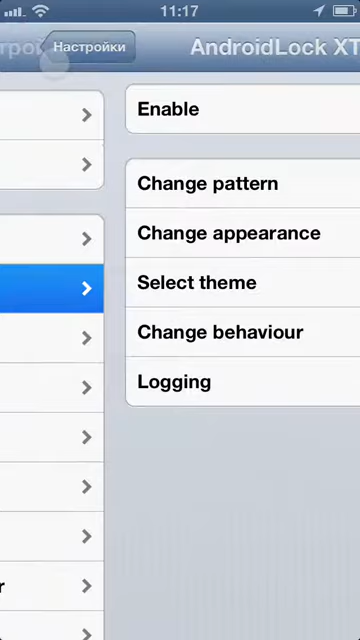 11:17
Настройки
AndroidLock XT
Enable
Change pattern
Change appearance
Select theme
Change behaviour
Logging